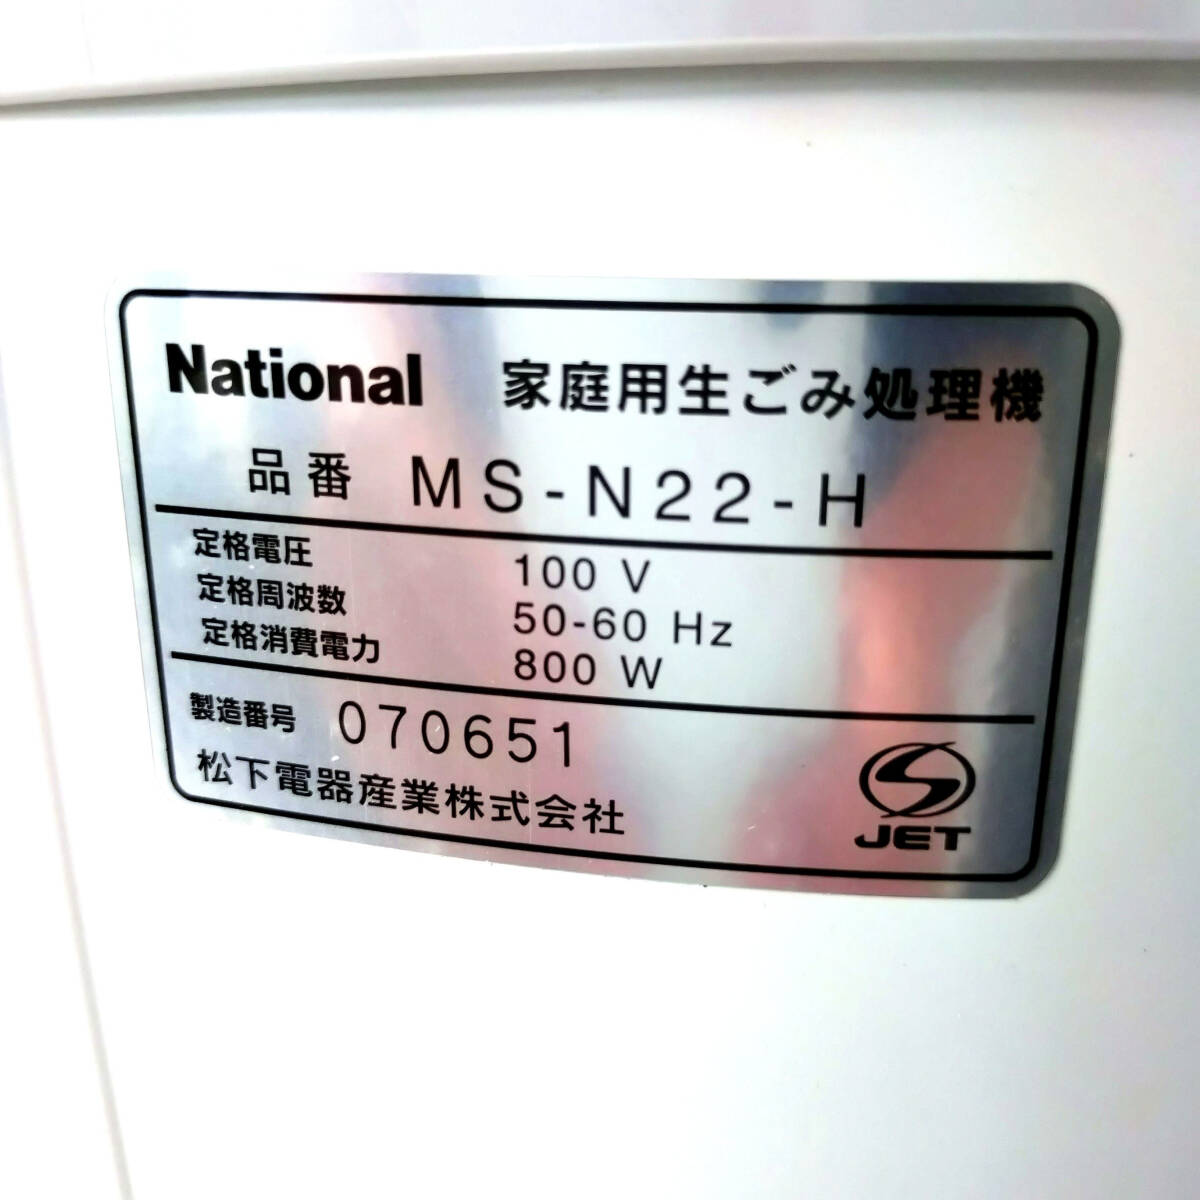 National 家庭用生ごみ処理機
品番 MS-N22-H
定格電圧 100 V
定格周波数 50-60 Hz
定格消費電力 800 W
製造番号 070651
松下電器産業株式会社
JET